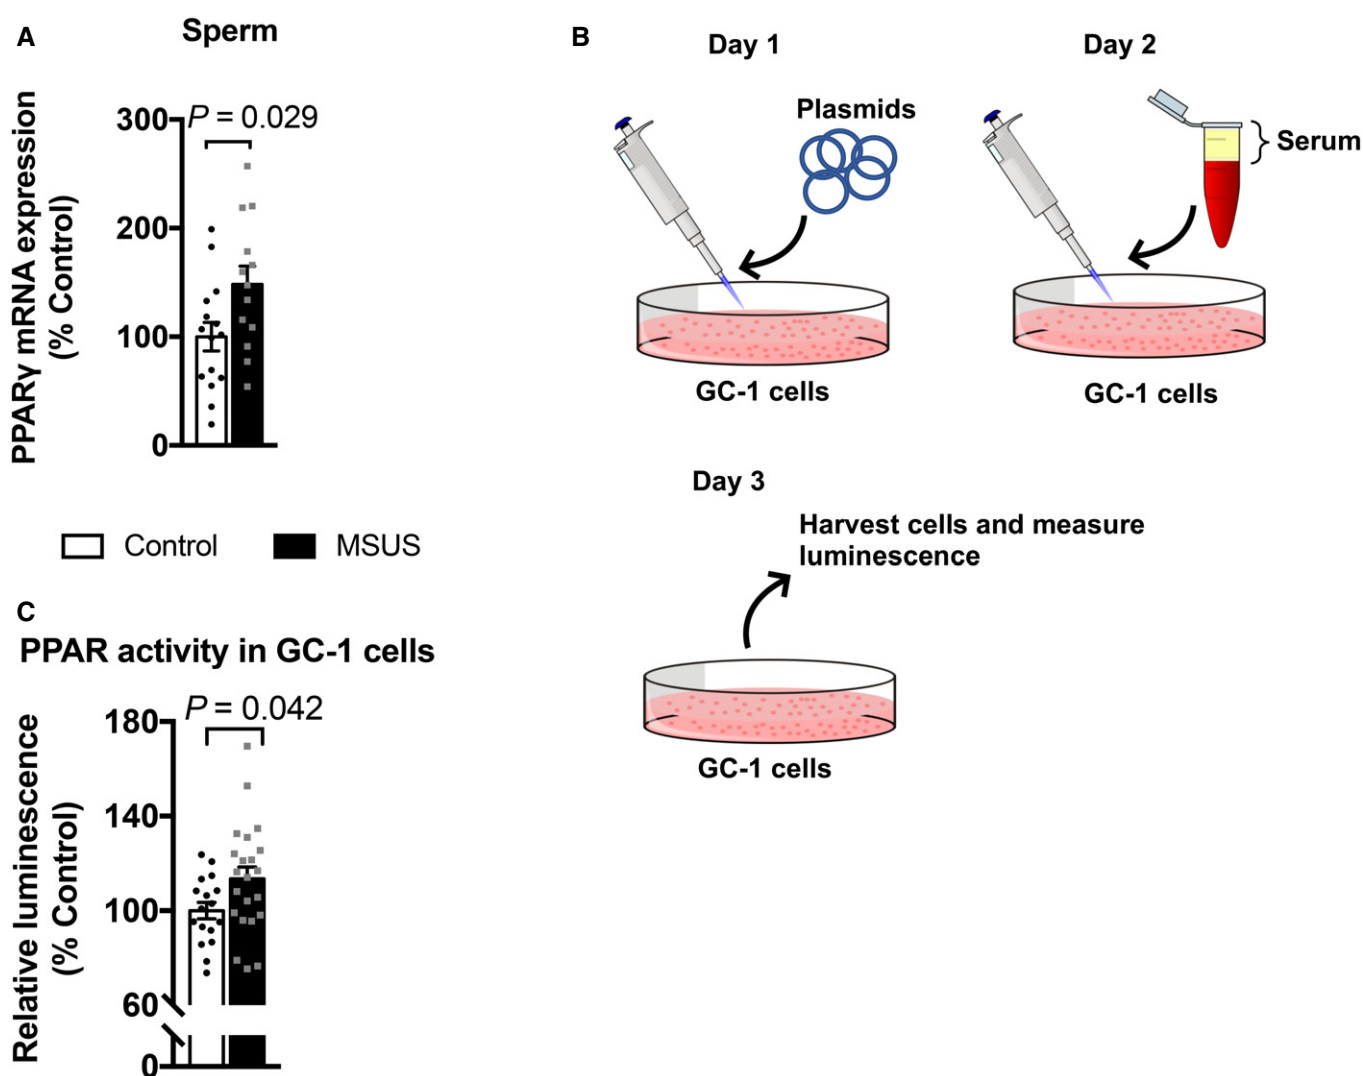 A
Sperm
PPARγ mRNA expression
(% Control)
300
200
100
0
P = 0.029
Control
MSUS
B
Day 1
Plasmids
GC-1 cells
Day 2
Serum
GC-1 cells
Day 3
Harvest cells and measure
luminescence
GC-1 cells
C
PPAR activity in GC-1 cells
Relative luminescence
(% Control)
180
140
100
60
0
P = 0.042